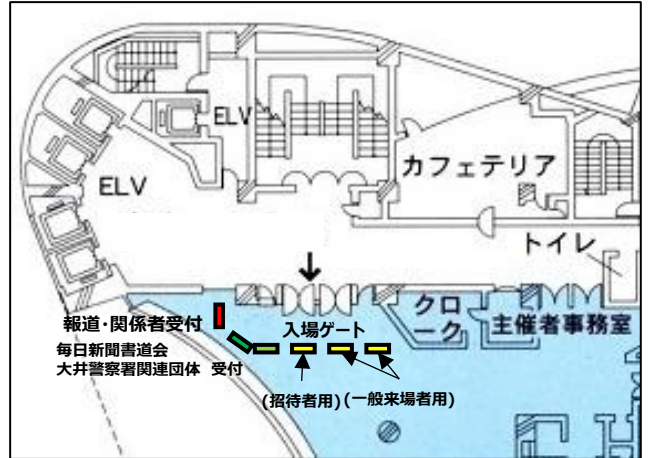 ELV
カフェテリア
ELV
トイレ
↓
クロ
ーク
主催者事務室
報道・関係者受付
入場ゲート
毎日新聞書道会
大井警察署関連団体 受付
(招待者用)
(一般来場者用)